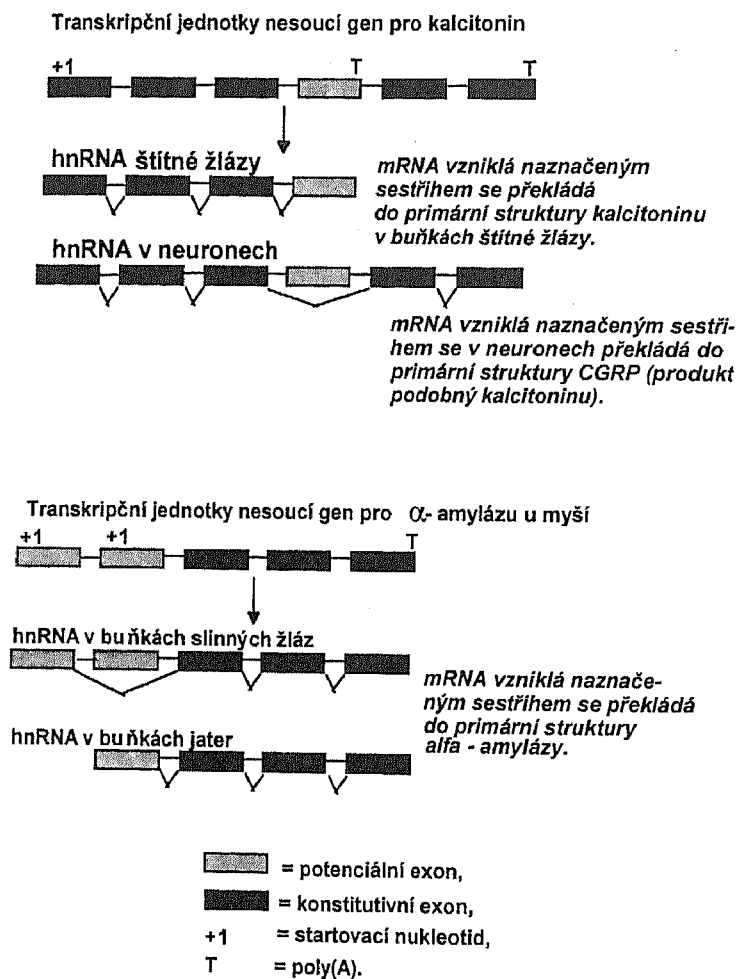 Transkripční jednotky nesoucí gen pro kalcitonin
+1 T T
hnRNA štítné žlázy
mRNA vzniklá naznačeným
sestřihem se překládá
do primární struktury kalcitoninu
v buňkách štítné žlázy.
hnRNA v neuronech
mRNA vzniklá naznačeným sestři-
hem se v neuronech překládá do
primární struktury CGRP (produkt
podobný kalcitoninu).
Transkripční jednotky nesoucí gen pro α- amylázu u myší
+1 +1 T
hnRNA v buňkách slinných žláz
mRNA vzniklá naznače-
ným sestřihem se překládá
do primární struktury
alfa - amylázy.
hnRNA v buňkách jater
= potenciální exon,
= konstitutivní exon,
+1 = startovací nukleotid,
T = poly(A).